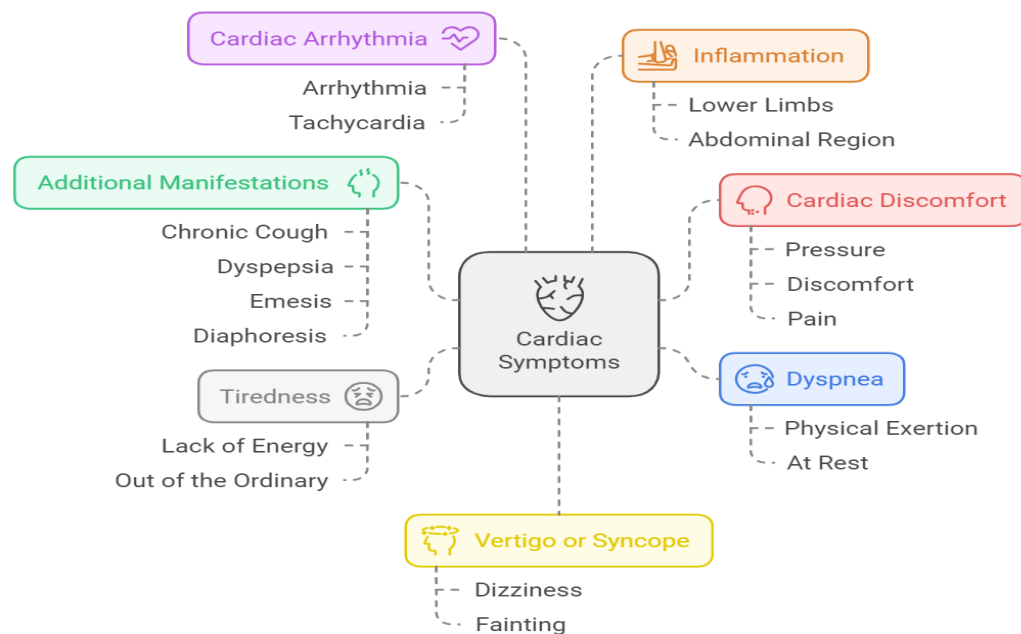 Cardiac Arrhythmia
Arrhythmia
Tachycardia
Inflammation
Lower Limbs
Abdominal Region
Additional Manifestations
Chronic Cough
Dyspepsia
Emesis
Diaphoresis
Cardiac Discomfort
Pressure
Discomfort
Pain
Cardiac
Symptoms
Tiredness
Lack of Energy
Out of the Ordinary
Dyspnea
Physical Exertion
At Rest
Vertigo or Syncope
Dizziness
Fainting